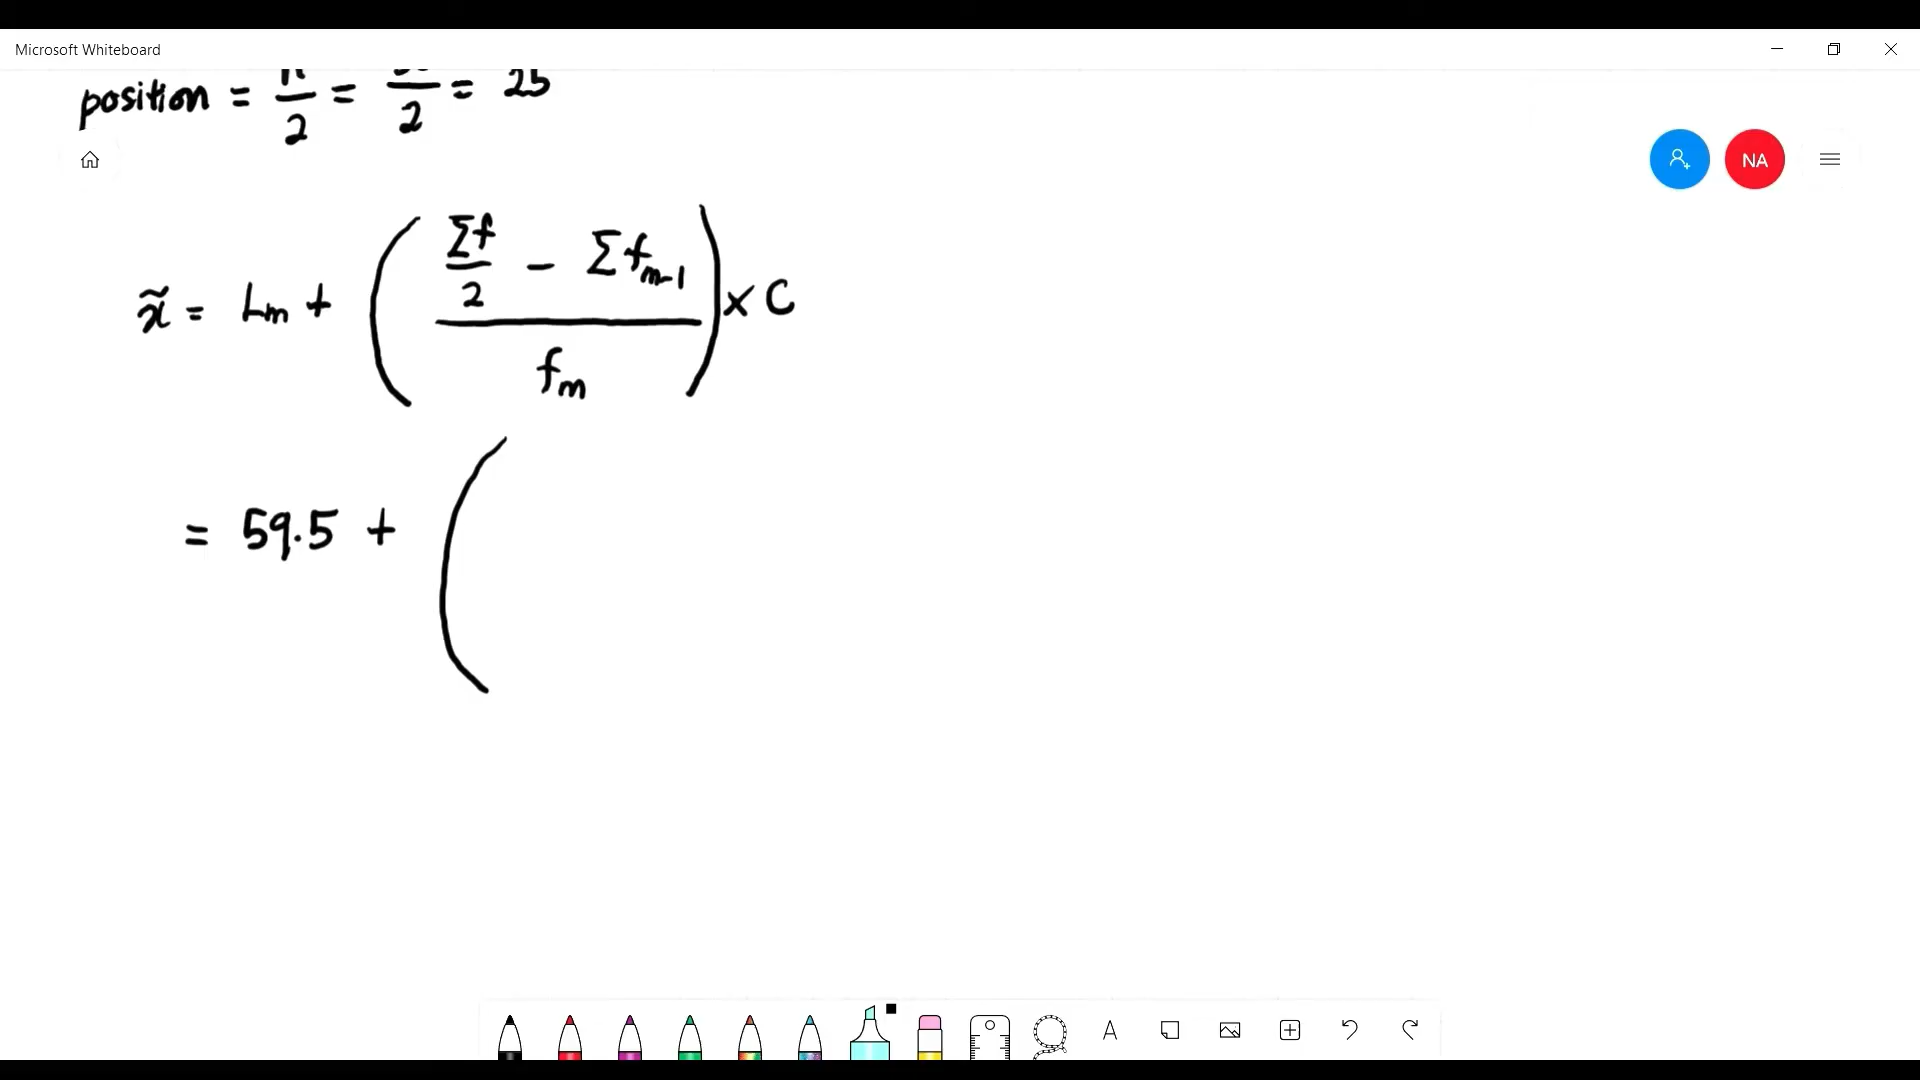 Microsoft Whiteboard
position = n/2 = 50/2 = 25
NA
x̃ = Lm + ( (Σf/2 - Σf_{m-1}) / f_m ) × C
= 59.5 + (
A